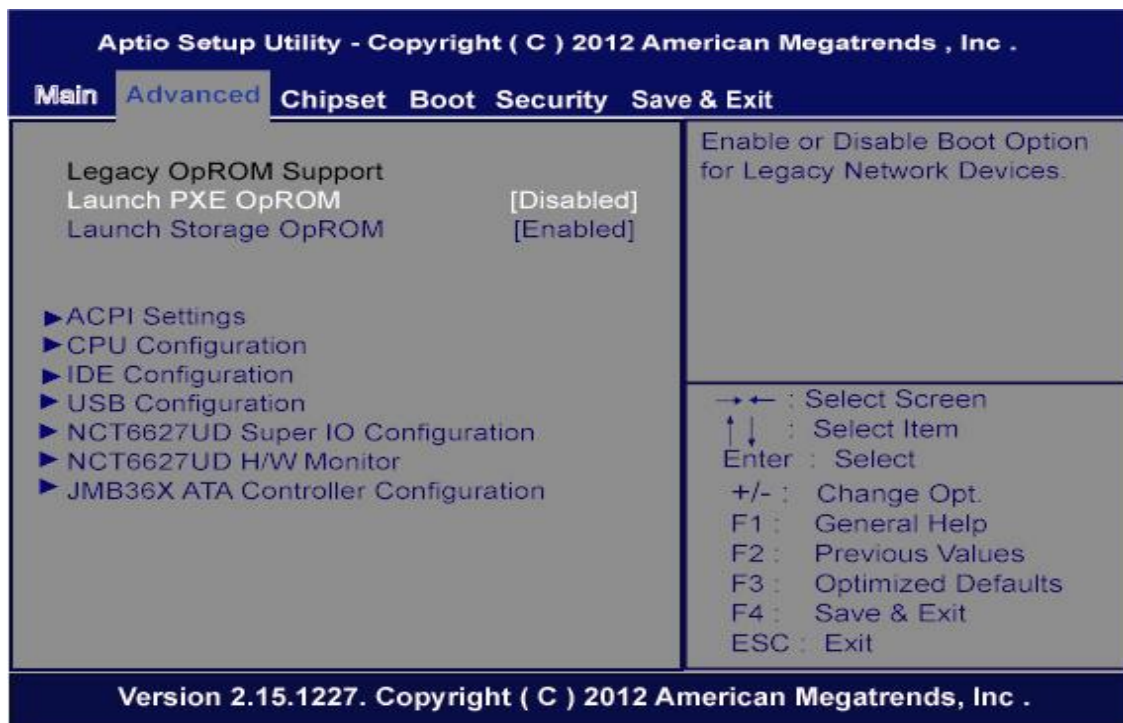 Aptio Setup Utility - Copyright ( C ) 2012 American Megatrends , Inc .
Main Advanced Chipset Boot Security Save & Exit
Legacy OpROM Support
Launch PXE OpROM [Disabled]
Launch Storage OpROM [Enabled]
►ACPI Settings
►CPU Configuration
►IDE Configuration
►USB Configuration
►NCT6627UD Super IO Configuration
►NCT6627UD H/W Monitor
►JMB36X ATA Controller Configuration
Enable or Disable Boot Option
for Legacy Network Devices.
→← : Select Screen
↑↓ : Select Item
Enter : Select
+/- : Change Opt.
F1 : General Help
F2 : Previous Values
F3 : Optimized Defaults
F4 : Save & Exit
ESC : Exit
Version 2.15.1227. Copyright ( C ) 2012 American Megatrends, Inc .